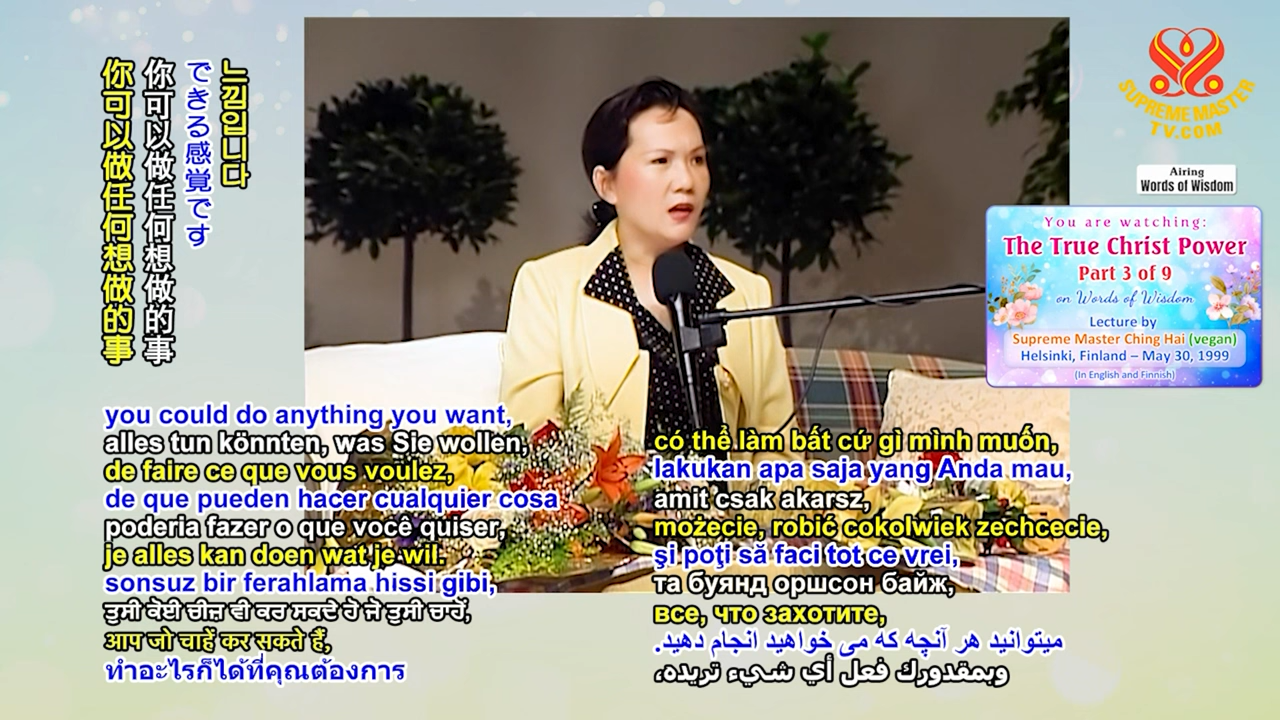 느낌입니다
できる感覚です
你可以做任何想做的事
你可以做任何想做的事
you could do anything you want,
alles tun könnten, was Sie wollen,
de faire ce que vous voulez,
de que pueden hacer cualquier cosa
poderia fazer o que você quiser,
je alles kan doen wat je wil.
sonsuz bir ferahlama hissi gibi,
ਤੁਸੀ ਕੋਈ ਚੀਜ਼ ਵੀ ਕਰ ਸਕਦੇ ਹੋ ਜੋ ਤੁਸੀ ਚਾਹੋਂ,
आप जो चाहें कर सकते हैं,
ทำอะไรก็ได้ที่คุณต้องการ
có thể làm bất cứ gì mình muốn,
lakukan apa saja yang Anda mau,
amit csak akarsz,
możecie, robić cokolwiek zechcecie,
şi poţi să faci tot ce vrei,
та буянд оршсон байж,
все, что захотите,
میتوانید هر آنچه که می خواهید انجام دهید.
وبمقدورك فعل أي شيء تريده،
SUPREME MASTER
TV.COM
Airing
Words of Wisdom
You are watching:
The True Christ Power
Part 3 of 9
on Words of Wisdom
Lecture by
Supreme Master Ching Hai (vegan)
Helsinki, Finland – May 30, 1999
(In English and Finnish)